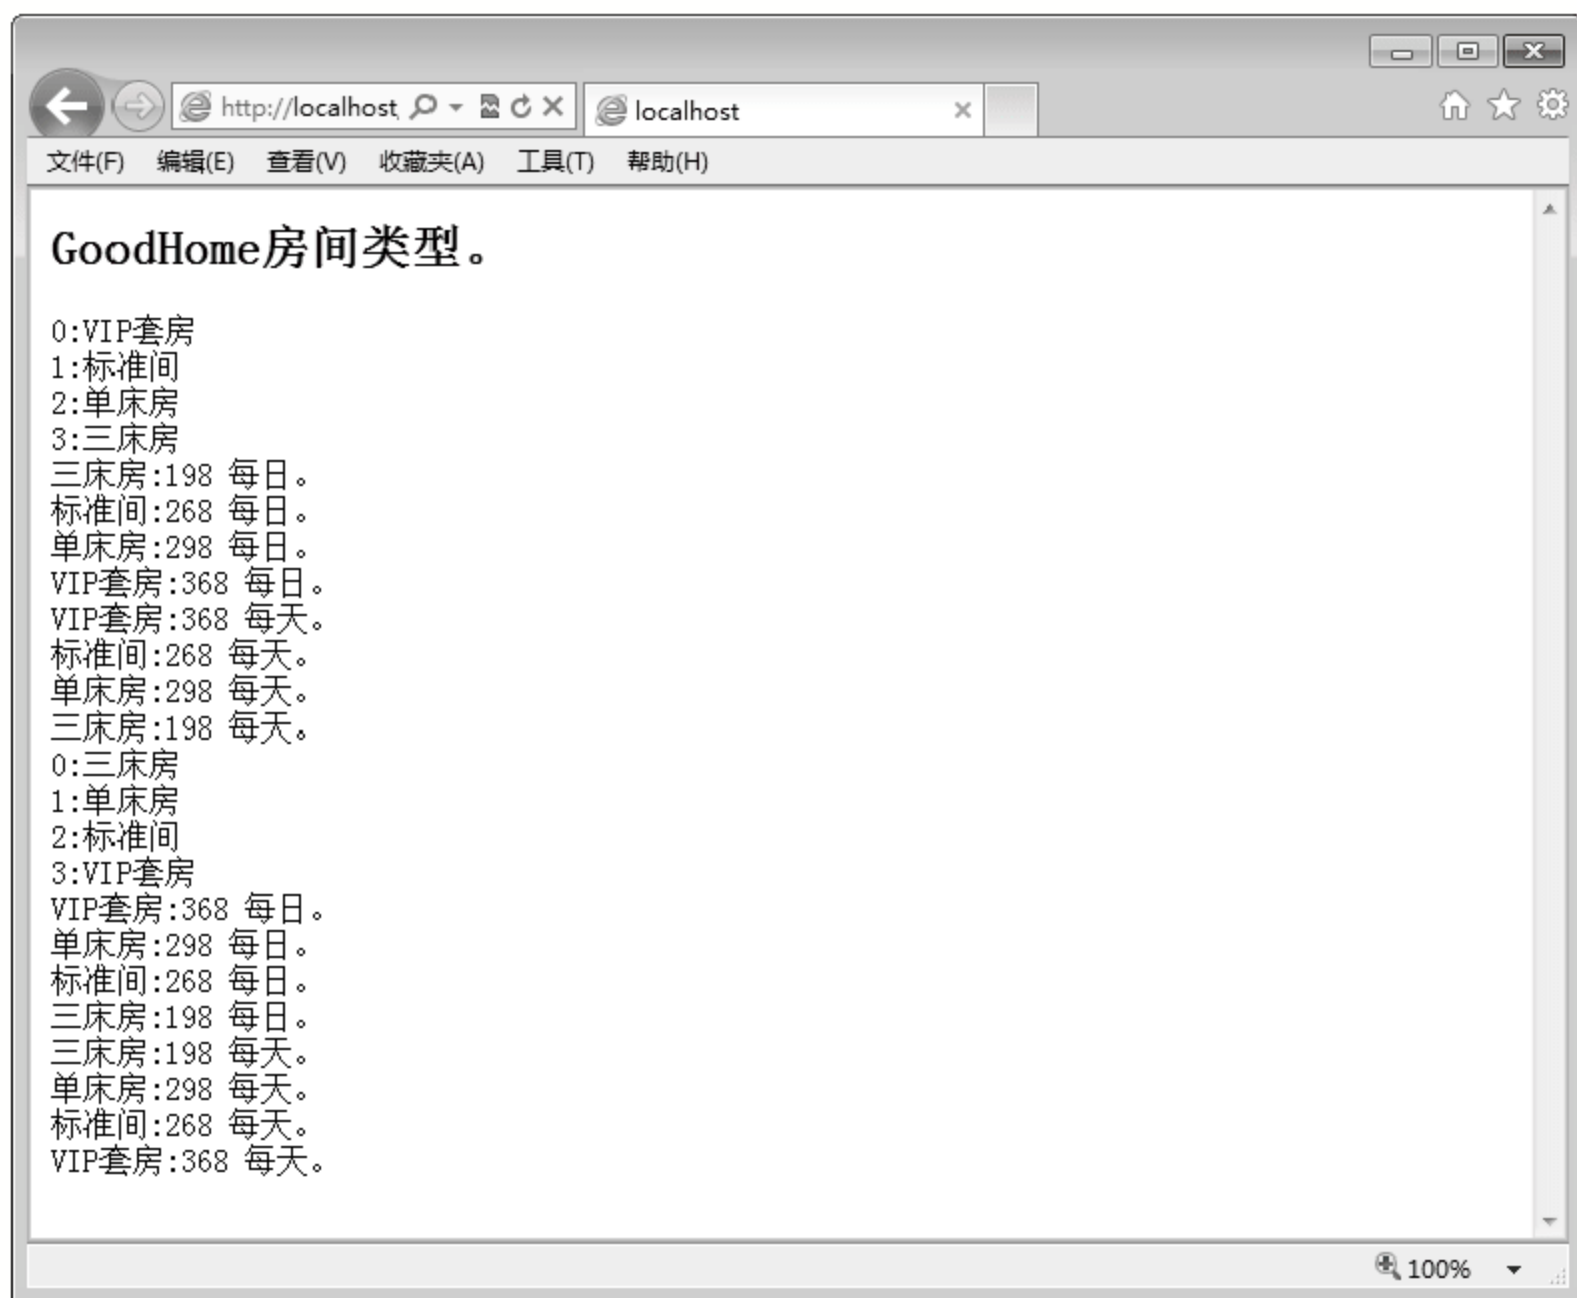 http://localhost
localhost
文件(F) 编辑(E) 查看(V) 收藏夹(A) 工具(T) 帮助(H)
GoodHome房间类型。
0:VIP套房
1:标准间
2:单床房
3:三床房
三床房:198 每日。
标准间:268 每日。
单床房:298 每日。
VIP套房:368 每日。
VIP套房:368 每天。
标准间:268 每天。
单床房:298 每天。
三床房:198 每天。
0:三床房
1:单床房
2:标准间
3:VIP套房
VIP套房:368 每日。
单床房:298 每日。
标准间:268 每日。
三床房:198 每日。
三床房:198 每天。
单床房:298 每天。
标准间:268 每天。
VIP套房:368 每天。
100%